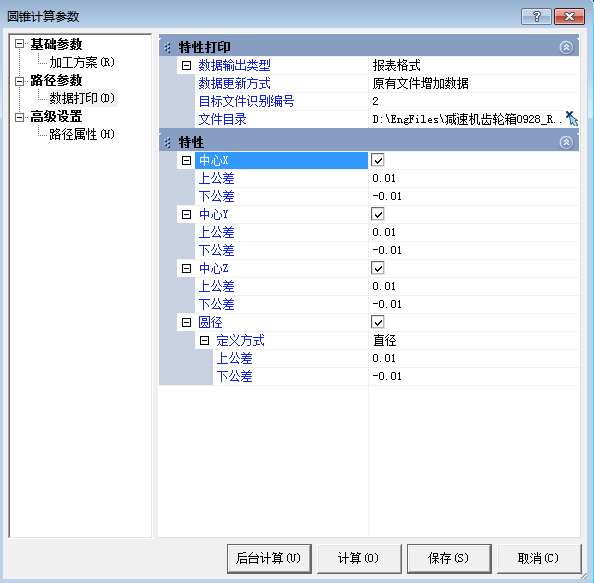 圆锥计算参数
基础参数
加工方案(R)
路径参数
数据打印(D)
高级设置
路径属性(H)
特性打印
数据输出类型 报表格式
数据更新方式 原有文件增加数据
目标文件识别编号 2
文件目录 D:\EngFiles\减速机齿轮箱0928_R..
特性
中心X
上公差 0.01
下公差 -0.01
中心Y
上公差 0.01
下公差 -0.01
中心Z
上公差 0.01
下公差 -0.01
圆径
定义方式 直径
上公差 0.01
下公差 -0.01
后台计算(U) 计算(O) 保存(S) 取消(C)